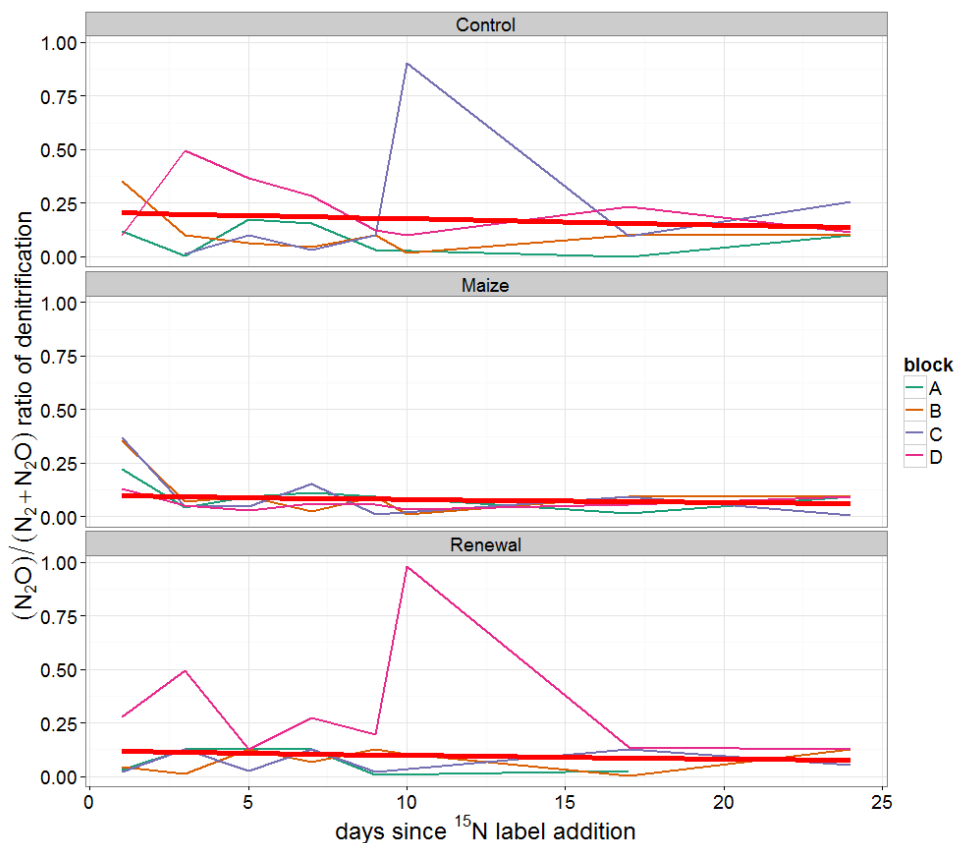 Control
1.00
0.75
0.50
0.25
0.00
Maize
1.00
0.75
0.50
0.25
0.00
Renewal
1.00
0.75
0.50
0.25
0.00
0 5 10 15 20 25
days since ¹⁵N label addition
(N₂O)/(N₂+N₂O) ratio of denitrification
block
A
B
C
D